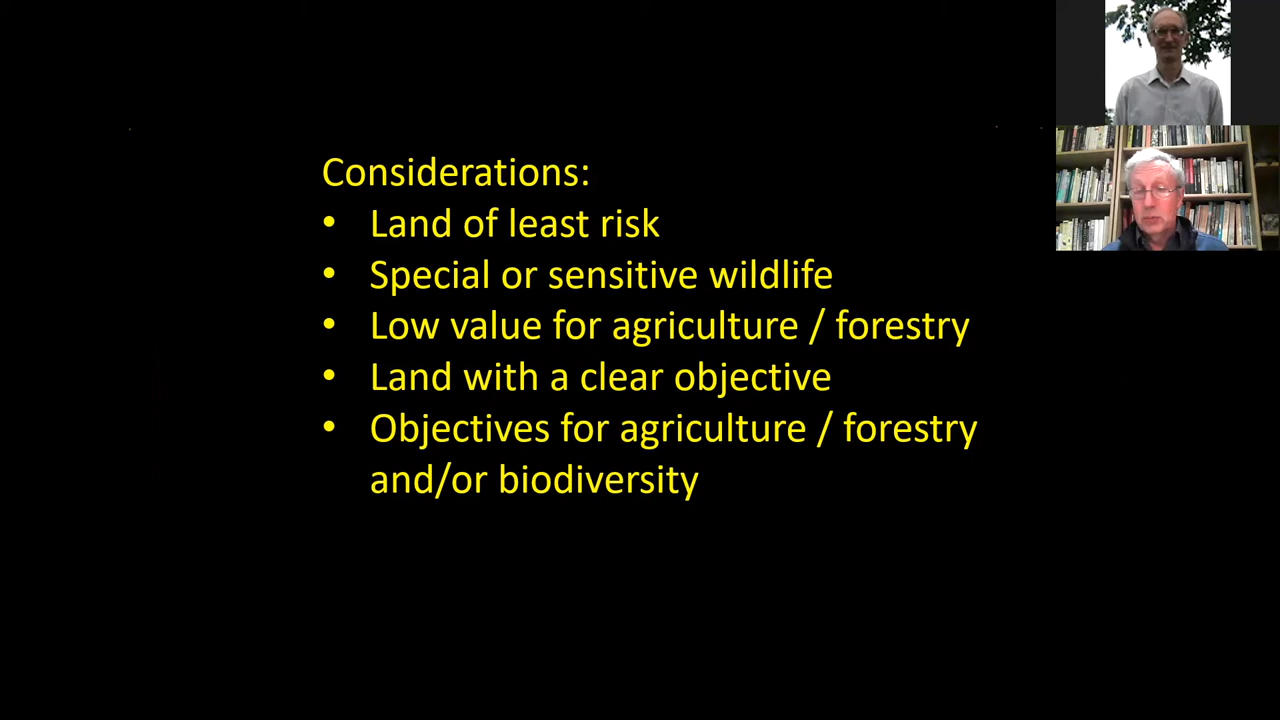 Considerations:
• Land of least risk
• Special or sensitive wildlife
• Low value for agriculture / forestry
• Land with a clear objective
• Objectives for agriculture / forestry
and/or biodiversity